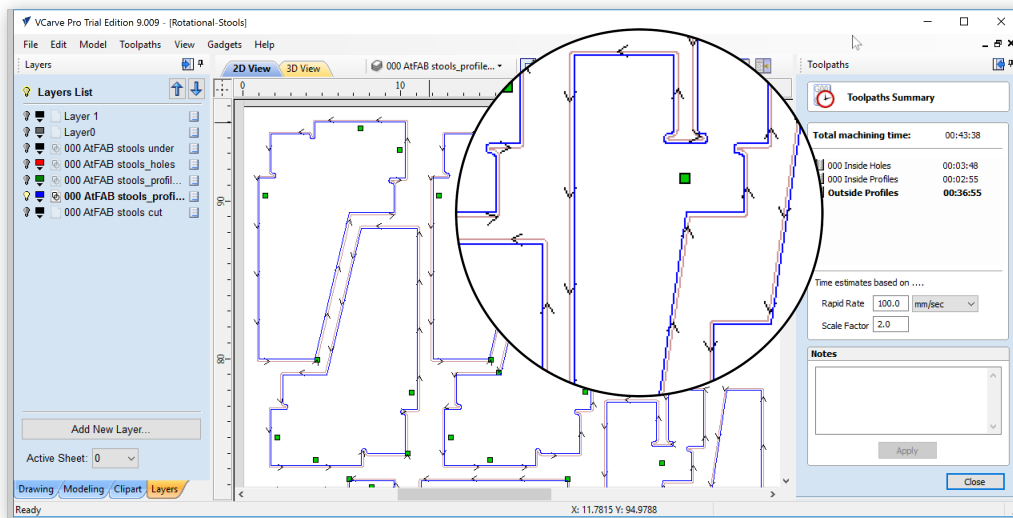 VCarve Pro Trial Edition 9.009 - [Rotational-Stools]
File Edit Model Toolpaths View Gadgets Help
Layers
Layers List
Layer 1
Layer0
000 AtFAB stools under
000 AtFAB stools_holes
000 AtFAB stools_profil...
000 AtFAB stools_profi...
000 AtFAB stools cut
Add New Layer...
Active Sheet: 0
Drawing Modeling Clipart Layers
Ready
2D View 3D View 000 AtFAB stools_profile...
0 10
90
80
X: 11.7815 Y: 94.9788
Toolpaths
Toolpaths Summary
Total machining time: 00:43:38
000 Inside Holes 00:03:48
000 Inside Profiles 00:02:55
Outside Profiles 00:36:55
Time estimates based on ....
Rapid Rate 100.0 mm/sec
Scale Factor 2.0
Notes
Apply
Close